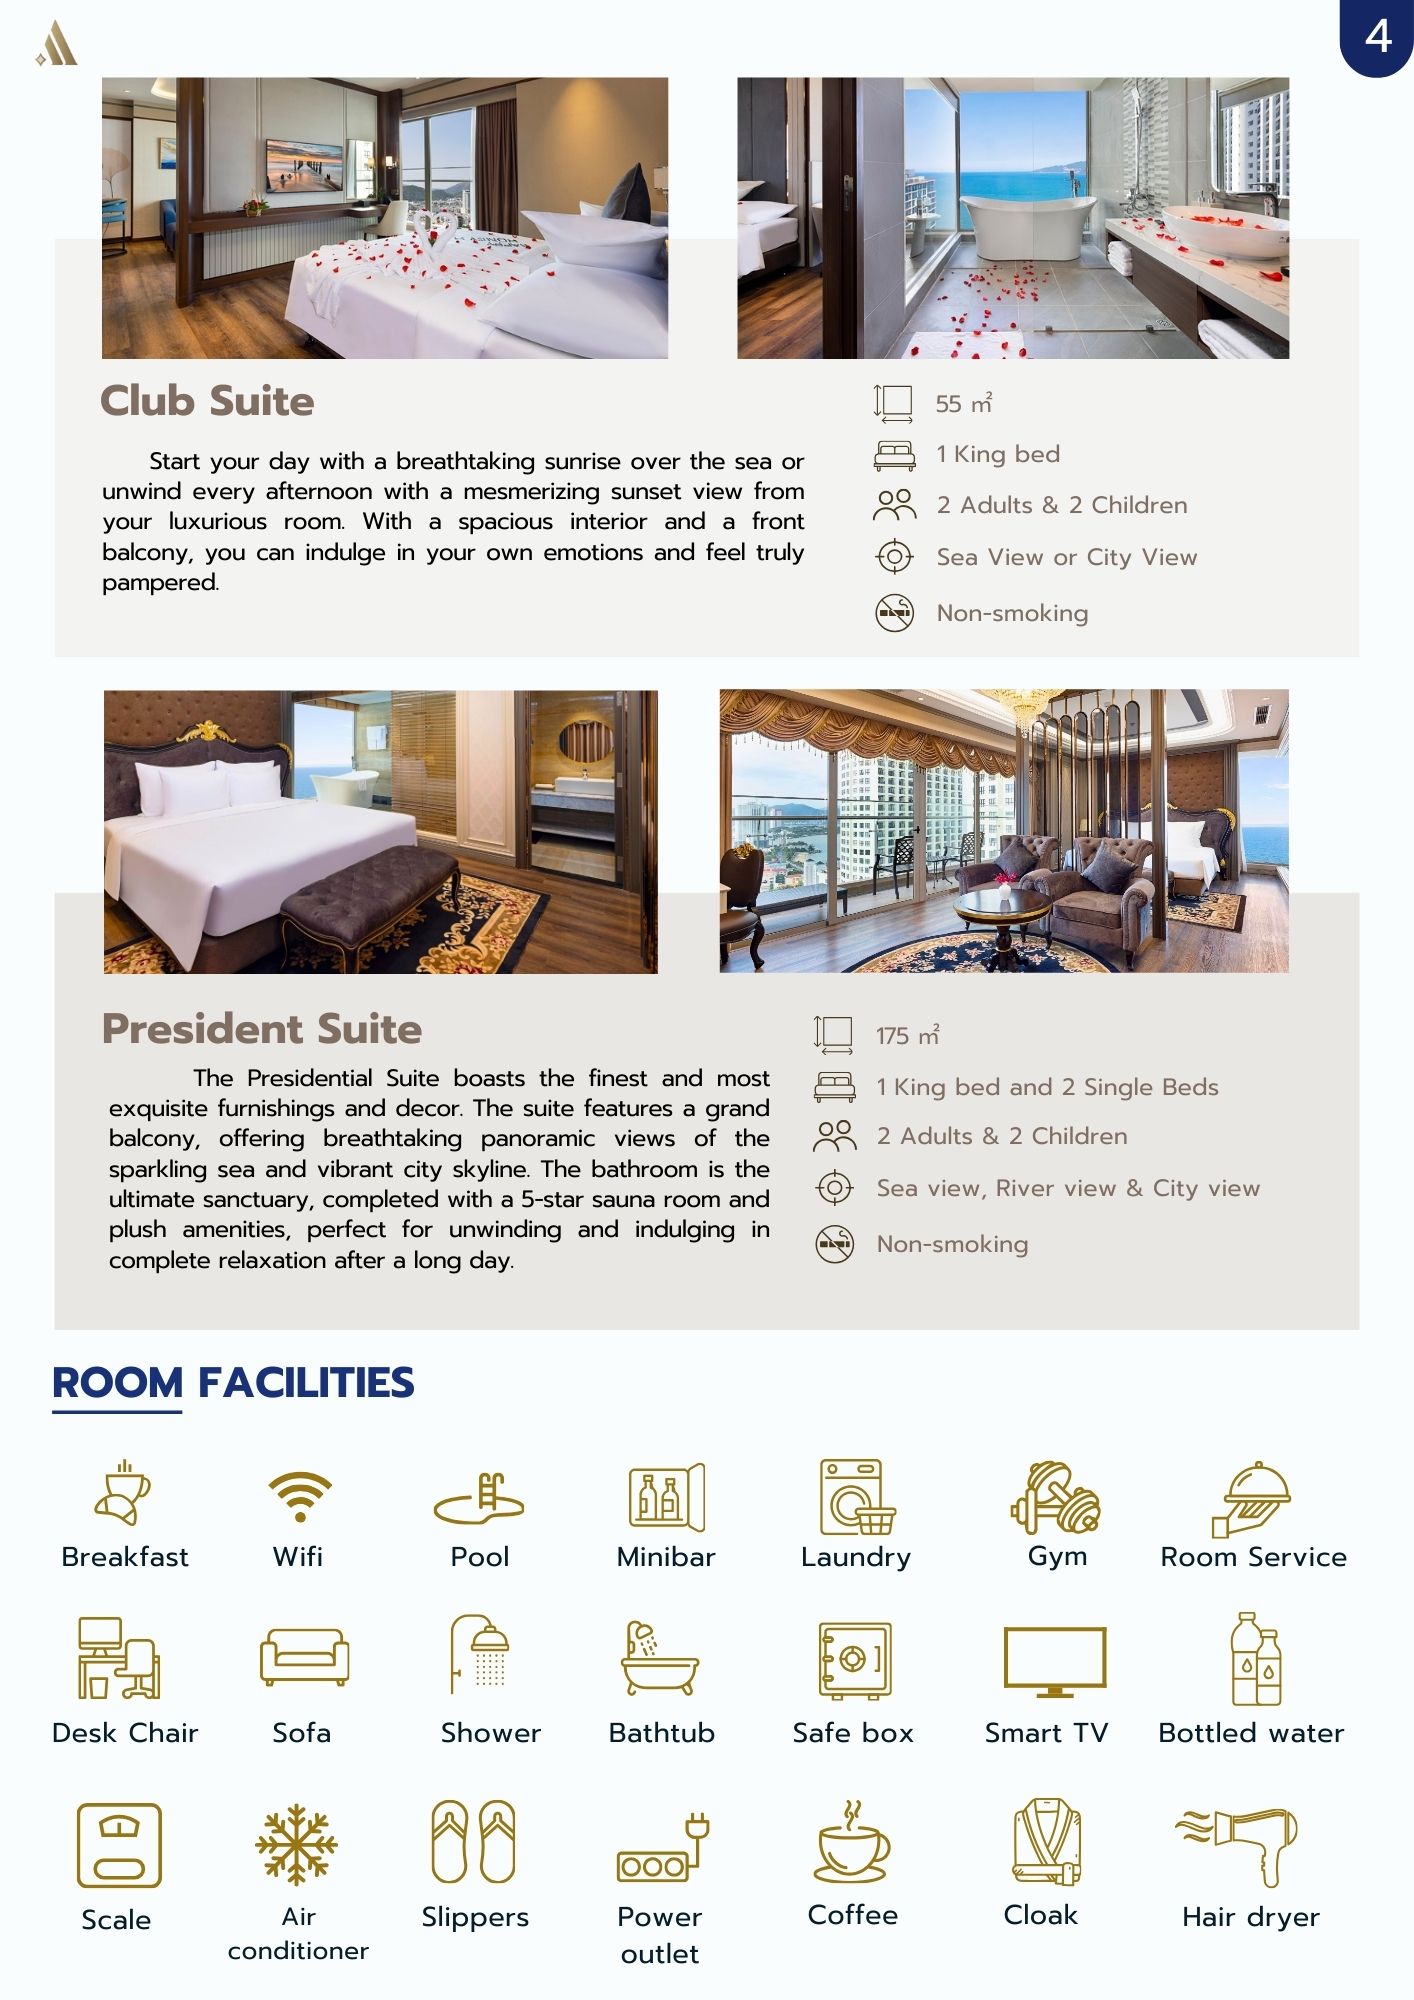 4
Club Suite
Start your day with a breathtaking sunrise over the sea or
unwind every afternoon with a mesmerizing sunset view from
your luxurious room. With a spacious interior and a front
balcony, you can indulge in your own emotions and feel truly
pampered.
55 ㎡
1 King bed
2 Adults & 2 Children
Sea View or City View
Non-smoking
President Suite
The Presidential Suite boasts the finest and most
exquisite furnishings and decor. The suite features a grand
balcony, offering breathtaking panoramic views of the
sparkling sea and vibrant city skyline. The bathroom is the
ultimate sanctuary, completed with a 5-star sauna room and
plush amenities, perfect for unwinding and indulging in
complete relaxation after a long day.
175 ㎡
1 King bed and 2 Single Beds
2 Adults & 2 Children
Sea view, River view & City view
Non-smoking
ROOM FACILITIES
Breakfast Wifi Pool Minibar Laundry Gym Room Service
Desk Chair Sofa Shower Bathtub Safe box Smart TV Bottled water
Scale Air Slippers Power Coffee Cloak Hair dryer
conditioner outlet